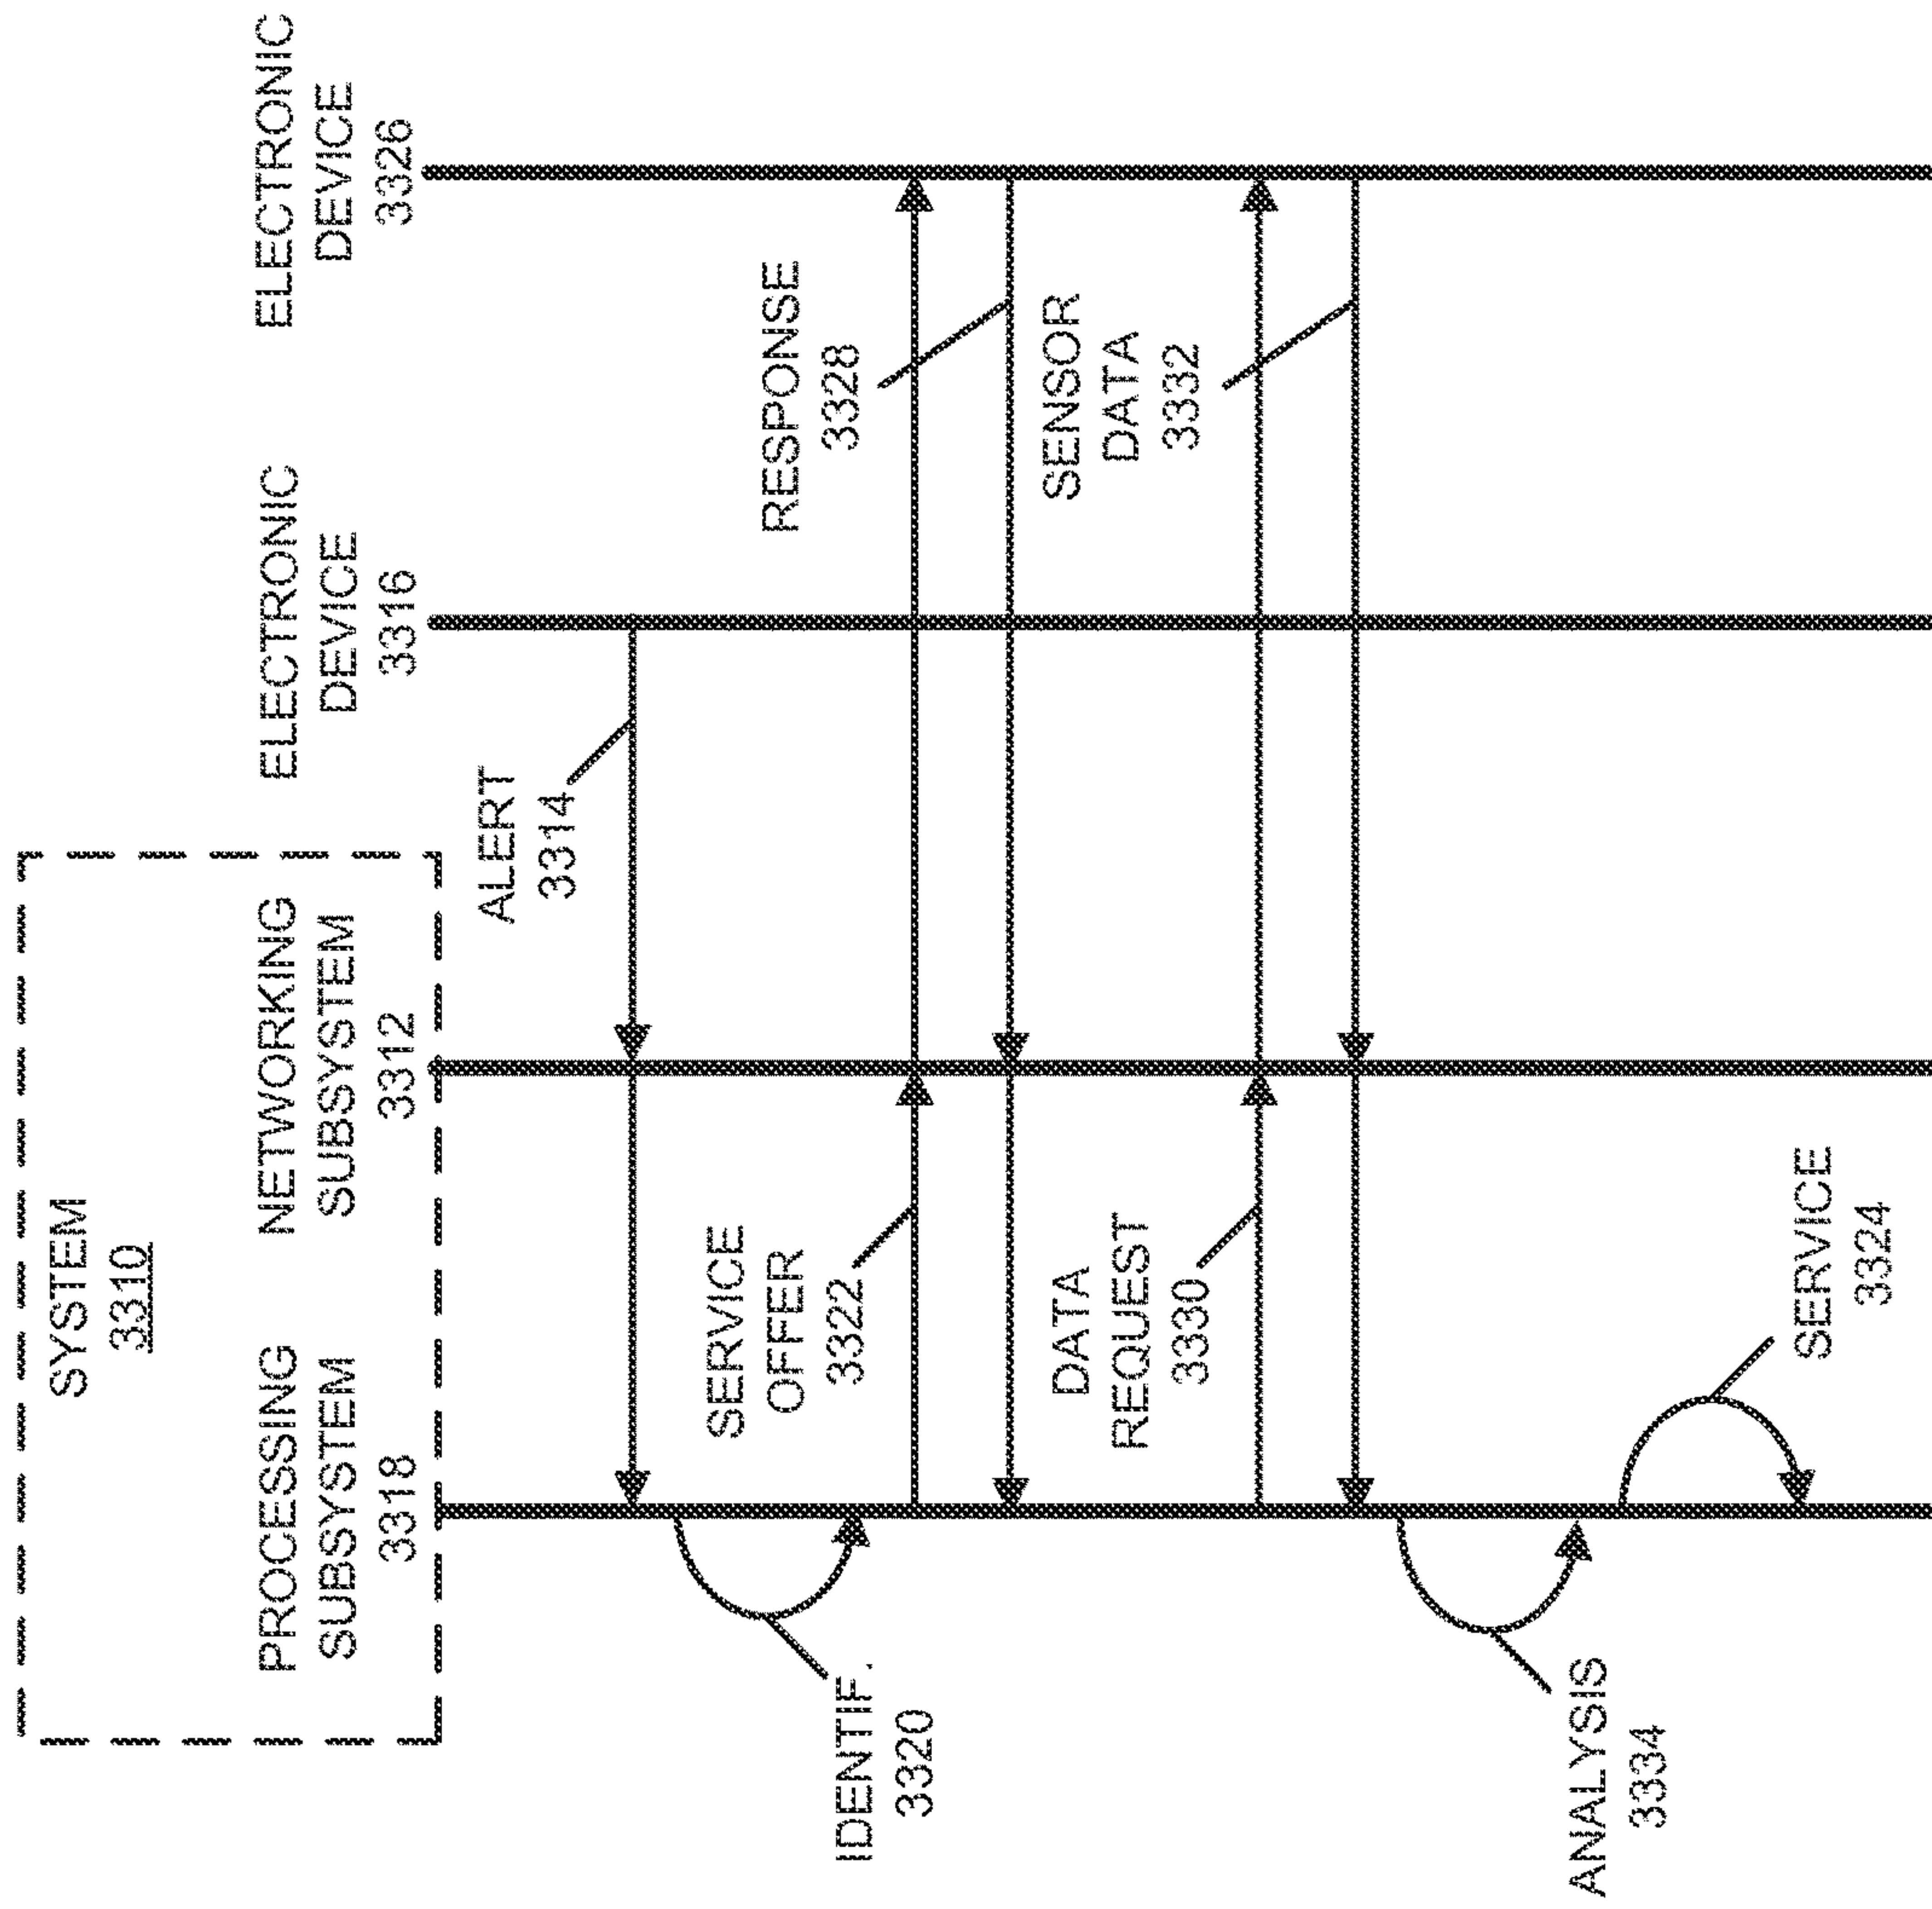 SYSTEM
3310
PROCESSING
SUBSYSTEM
3318
NETWORKING
SUBSYSTEM
3312
ELECTRONIC
DEVICE
3316
ELECTRONIC
DEVICE
3326
ALERT
3314
IDENTIF.
3320
SERVICE
OFFER
3322
RESPONSE
3328
DATA
REQUEST
3330
SENSOR
DATA
3332
ANALYSIS
3334
SERVICE
3324